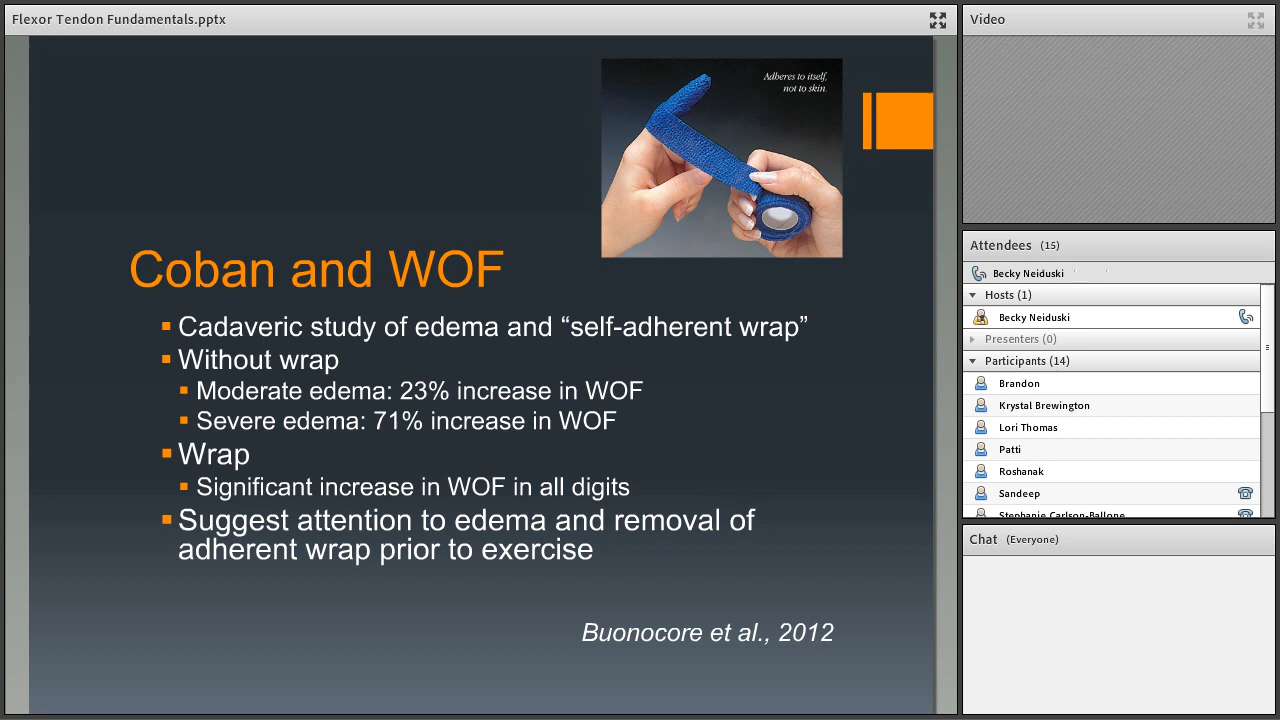 Flexor Tendon Fundamentals.pptx
Adheres to itself,
not to skin.
Coban and WOF
Cadaveric study of edema and “self-adherent wrap”
Without wrap
Moderate edema: 23% increase in WOF
Severe edema: 71% increase in WOF
Wrap
Significant increase in WOF in all digits
Suggest attention to edema and removal of
adherent wrap prior to exercise
Buonocore et al., 2012
Video
Attendees (15)
Becky Neiduski
Hosts (1)
Becky Neiduski
Presenters (0)
Participants (14)
Brandon
Krystal Brewington
Lori Thomas
Patti
Roshanak
Sandeep
Stephanie Carlson-Ballone
Chat (Everyone)